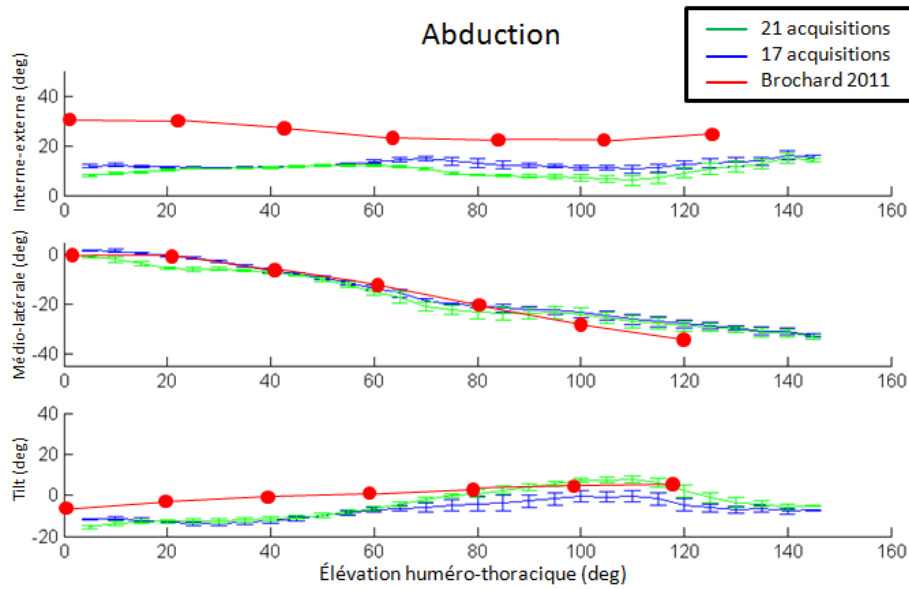 Abduction
21 acquisitions
17 acquisitions
Brochard 2011
Interne-externe (deg)
40
20
0
0 20 40 60 80 100 120 140 160
Médio-latérale (deg)
0
-20
-40
0 20 40 60 80 100 120 140 160
Tilt (deg)
40
20
0
-20
0 20 40 60 80 100 120 140 160
Élévation huméro-thoracique (deg)